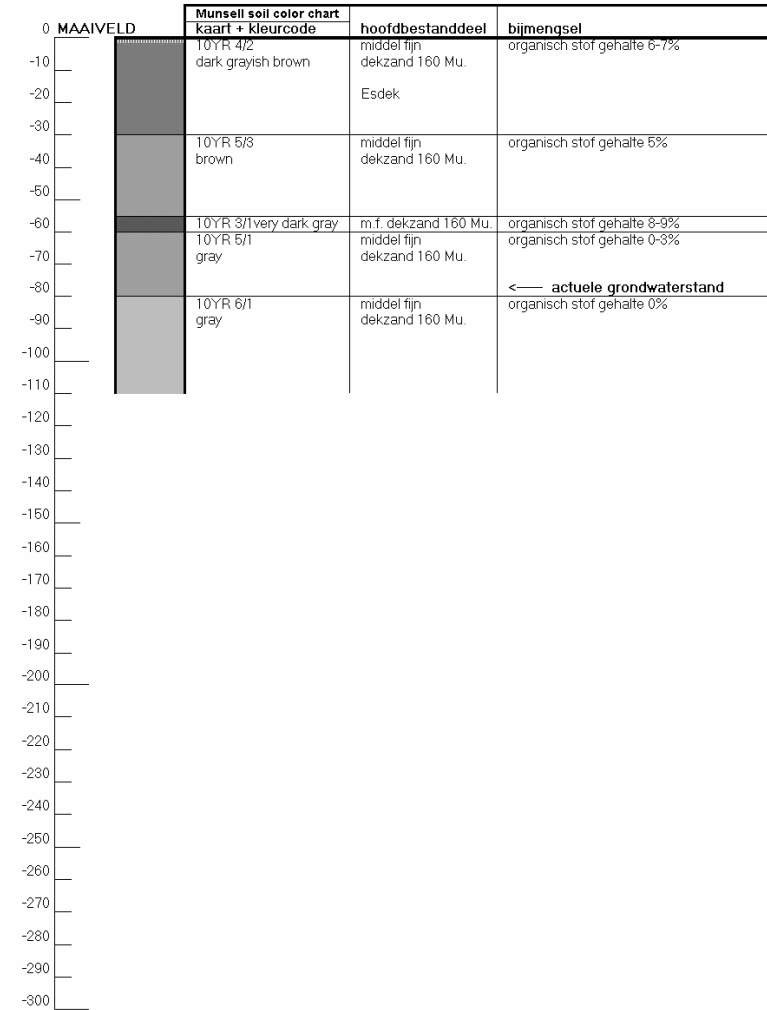 Munsell soil color chart
0 MAAIVELD kaart + kleurcode hoofdbestanddeel bijmengsel
10YR 4/2 middel fijn organisch stof gehalte 6-7%
-10 dark grayish brown dekzand 160 Mu.
-20 Esdek
-30
10YR 5/3 middel fijn organisch stof gehalte 5%
-40 brown dekzand 160 Mu.
-50
-60 10YR 3/1very dark gray m.f. dekzand 160 Mu. organisch stof gehalte 8-9%
10YR 5/1 middel fijn organisch stof gehalte 0-3%
-70 gray dekzand 160 Mu.
-80 <—— actuele grondwaterstand
10YR 6/1 middel fijn organisch stof gehalte 0%
-90 gray dekzand 160 Mu.
-100
-110
-120
-130
-140
-150
-160
-170
-180
-190
-200
-210
-220
-230
-240
-250
-260
-270
-280
-290
-300